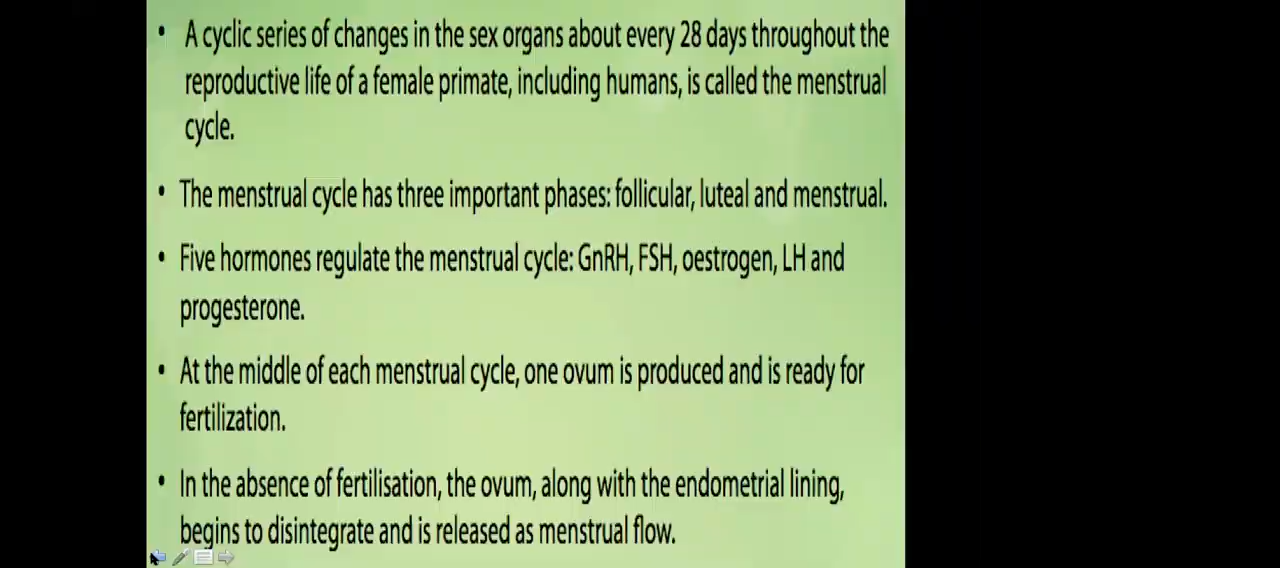 • A cyclic series of changes in the sex organs about every 28 days throughout the
reproductive life of a female primate, including humans, is called the menstrual
cycle.
• The menstrual cycle has three important phases: follicular, luteal and menstrual.
• Five hormones regulate the menstrual cycle: GnRH, FSH, oestrogen, LH and
progesterone.
• At the middle of each menstrual cycle, one ovum is produced and is ready for
fertilization.
• In the absence of fertilisation, the ovum, along with the endometrial lining,
begins to disintegrate and is released as menstrual flow.